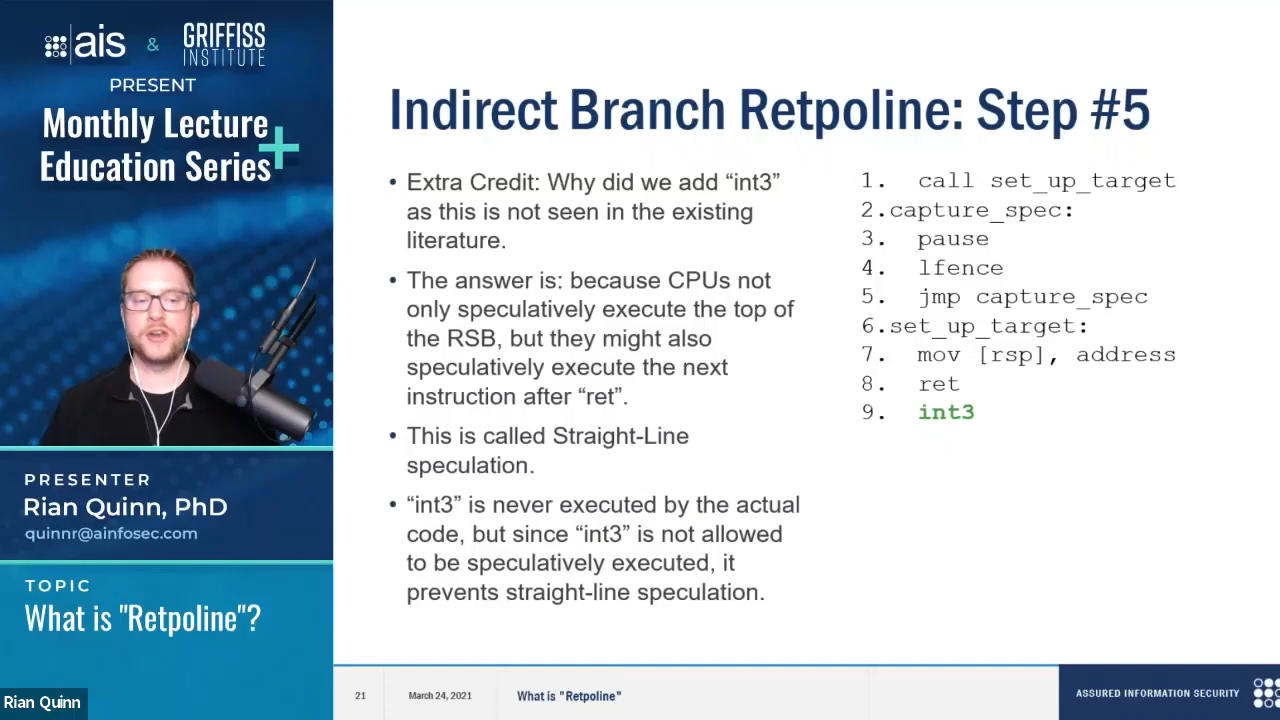 ais & GRIFFISS
INSTITUTE
PRESENT
Monthly Lecture
Education Series
PRESENTER
Rian Quinn, PhD
quinnr@ainfosec.com
TOPIC
What is "Retpoline"?
Rian Quinn
Indirect Branch Retpoline: Step #5
• Extra Credit: Why did we add “int3”
as this is not seen in the existing
literature.
• The answer is: because CPUs not
only speculatively execute the top of
the RSB, but they might also
speculatively execute the next
instruction after “ret”.
• This is called Straight-Line
speculation.
• “int3” is never executed by the actual
code, but since “int3” is not allowed
to be speculatively executed, it
prevents straight-line speculation.
1. call set_up_target
2.capture_spec:
3. pause
4. lfence
5. jmp capture_spec
6.set_up_target:
7. mov [rsp], address
8. ret
9. int3
21
March 24, 2021
What is "Retpoline"
ASSURED INFORMATION SECURITY